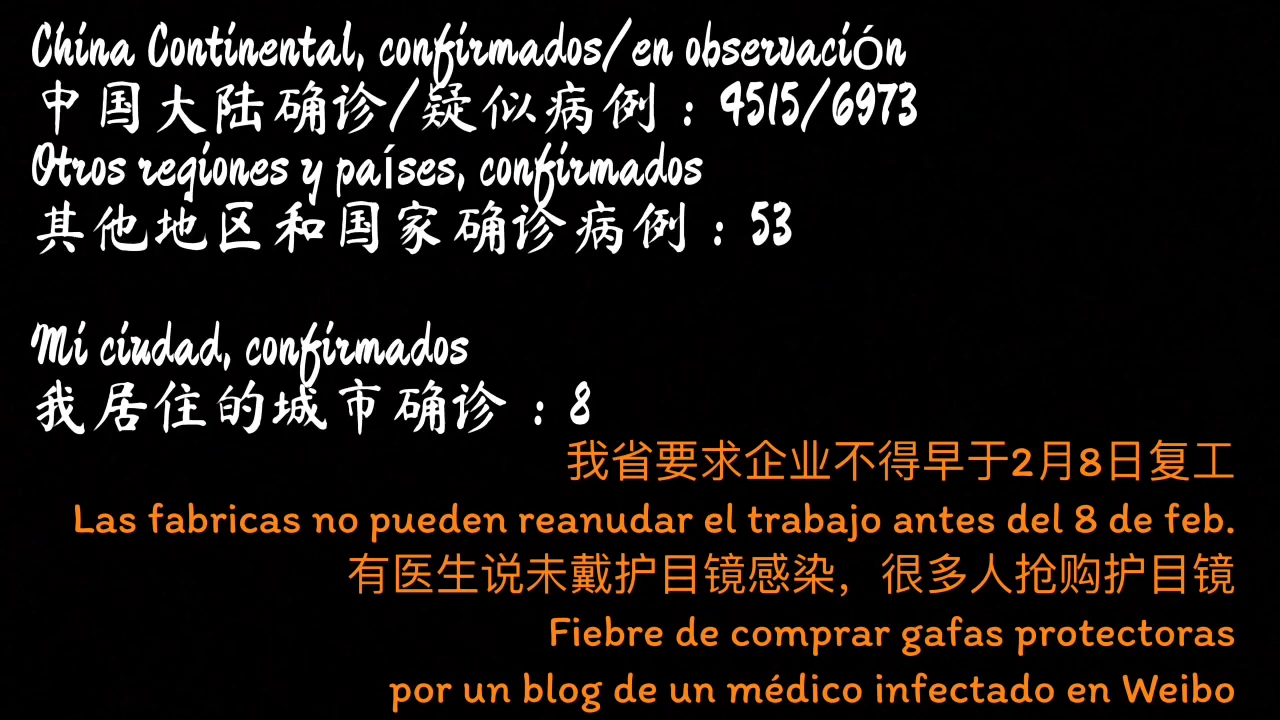 China Continental, confirmados/en observación
中国大陆确诊/疑似病例：4515/6973
Otros regiones y países, confirmados
其他地区和国家确诊病例：53
Mi ciudad, confirmados
我居住的城市确诊：8
我省要求企业不得早于2月8日复工
Las fabricas no pueden reanudar el trabajo antes del 8 de feb.
有医生说未戴护目镜感染，很多人抢购护目镜
Fiebre de comprar gafas protectoras
por un blog de un médico infectado en Weibo